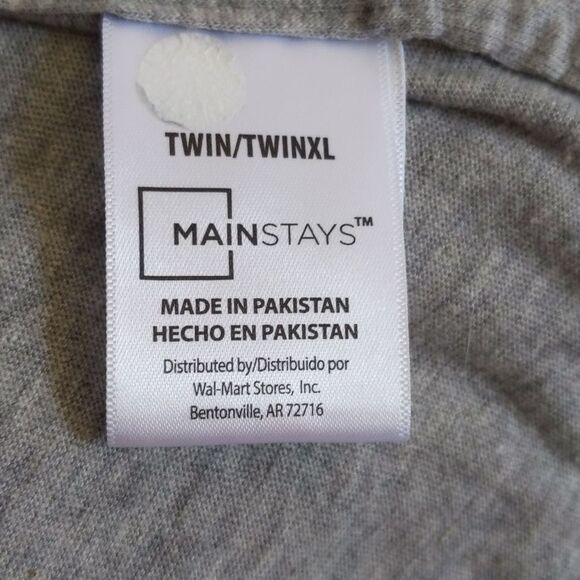 TWIN/TWINXL
MAINSTAYS™
MADE IN PAKISTAN
HECHO EN PAKISTAN
Distributed by/Distribuido por
Wal-Mart Stores, Inc.
Bentonville, AR 72716